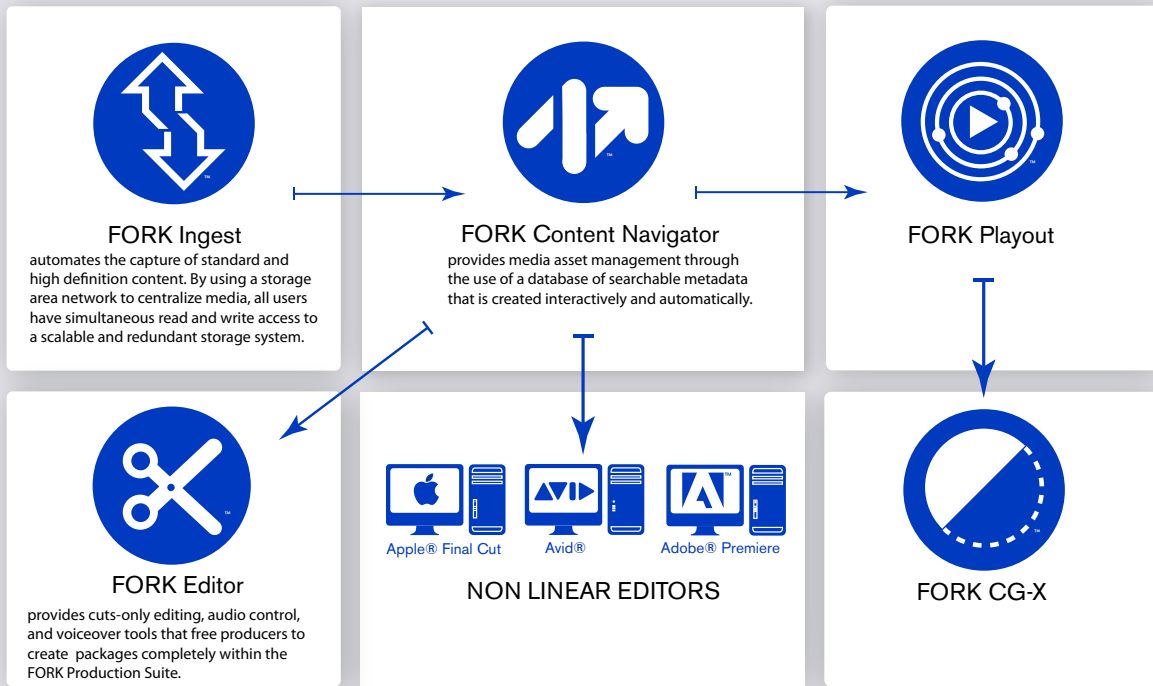 FORK Ingest
automates the capture of standard and
high definition content. By using a storage
area network to centralize media, all users
have simultaneous read and write access to
a scalable and redundant storage system.
FORK Content Navigator
provides media asset management through
the use of a database of searchable metadata
that is created interactively and automatically.
FORK Playout
FORK Editor
provides cuts-only editing, audio control,
and voiceover tools that free producers to
create packages completely within the
FORK Production Suite.
AVID
Apple® Final Cut
Avid®
Adobe® Premiere
NON LINEAR EDITORS
FORK CG-X